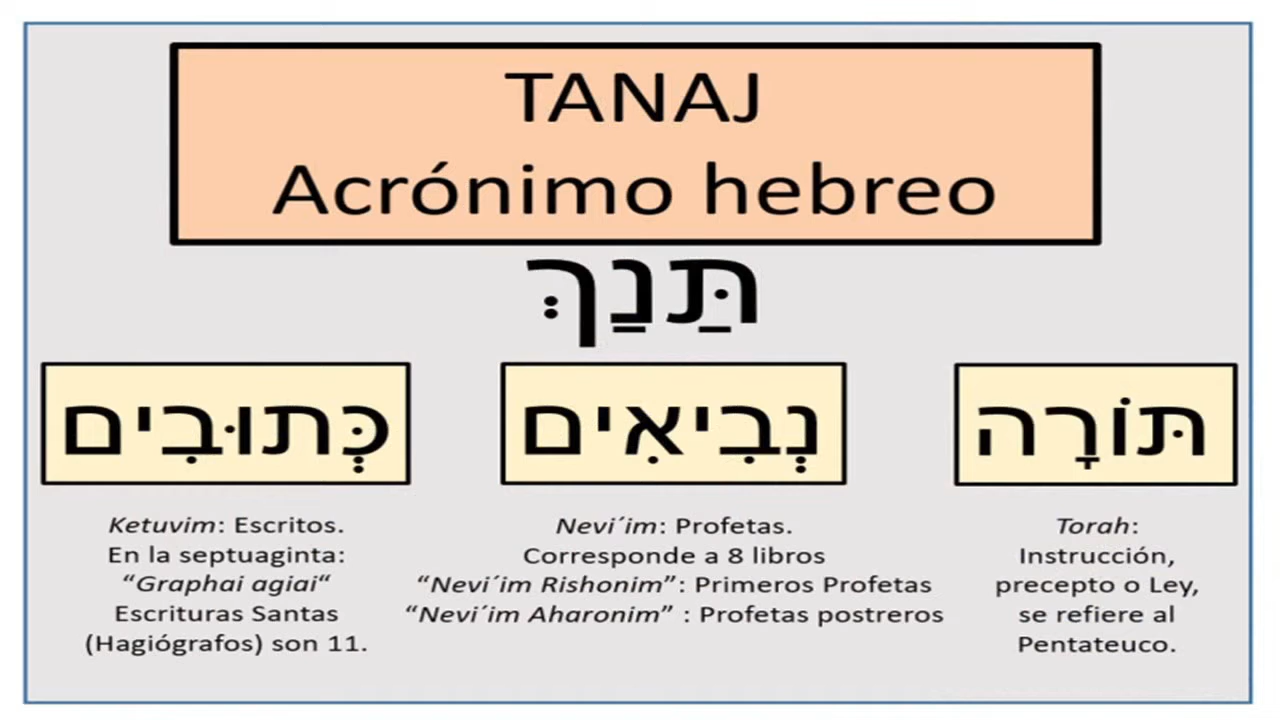 TANAJ
Acrónimo hebreo
תַּנַךְ
כְּתוּבִים
Ketuvim: Escritos.
En la septuaginta:
“Graphai agiai“
Escrituras Santas
(Hagiógrafos) son 11.
נְבִיאִים
Nevi´im: Profetas.
Corresponde a 8 libros
“Nevi´im Rishonim”: Primeros Profetas
“Nevi´im Aharonim” : Profetas postreros
תּוֹרָה
Torah:
Instrucción,
precepto o Ley,
se refiere al
Pentateuco.